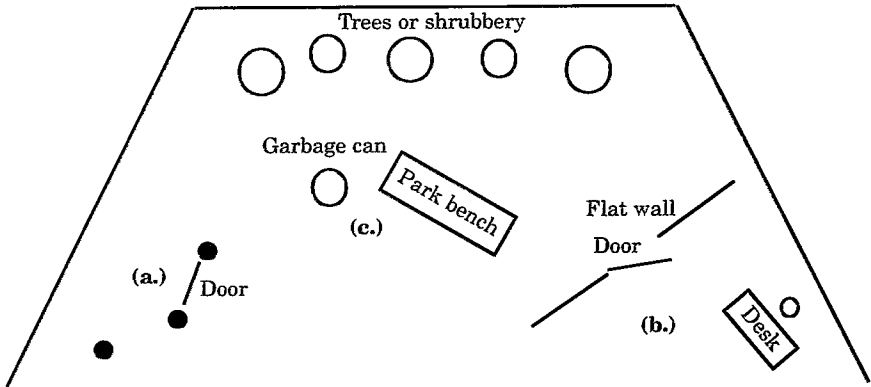 Trees or shrubbery
Garbage can
Park bench
(c.)
Flat wall
Door
(a.)
Door
(b.)
Desk